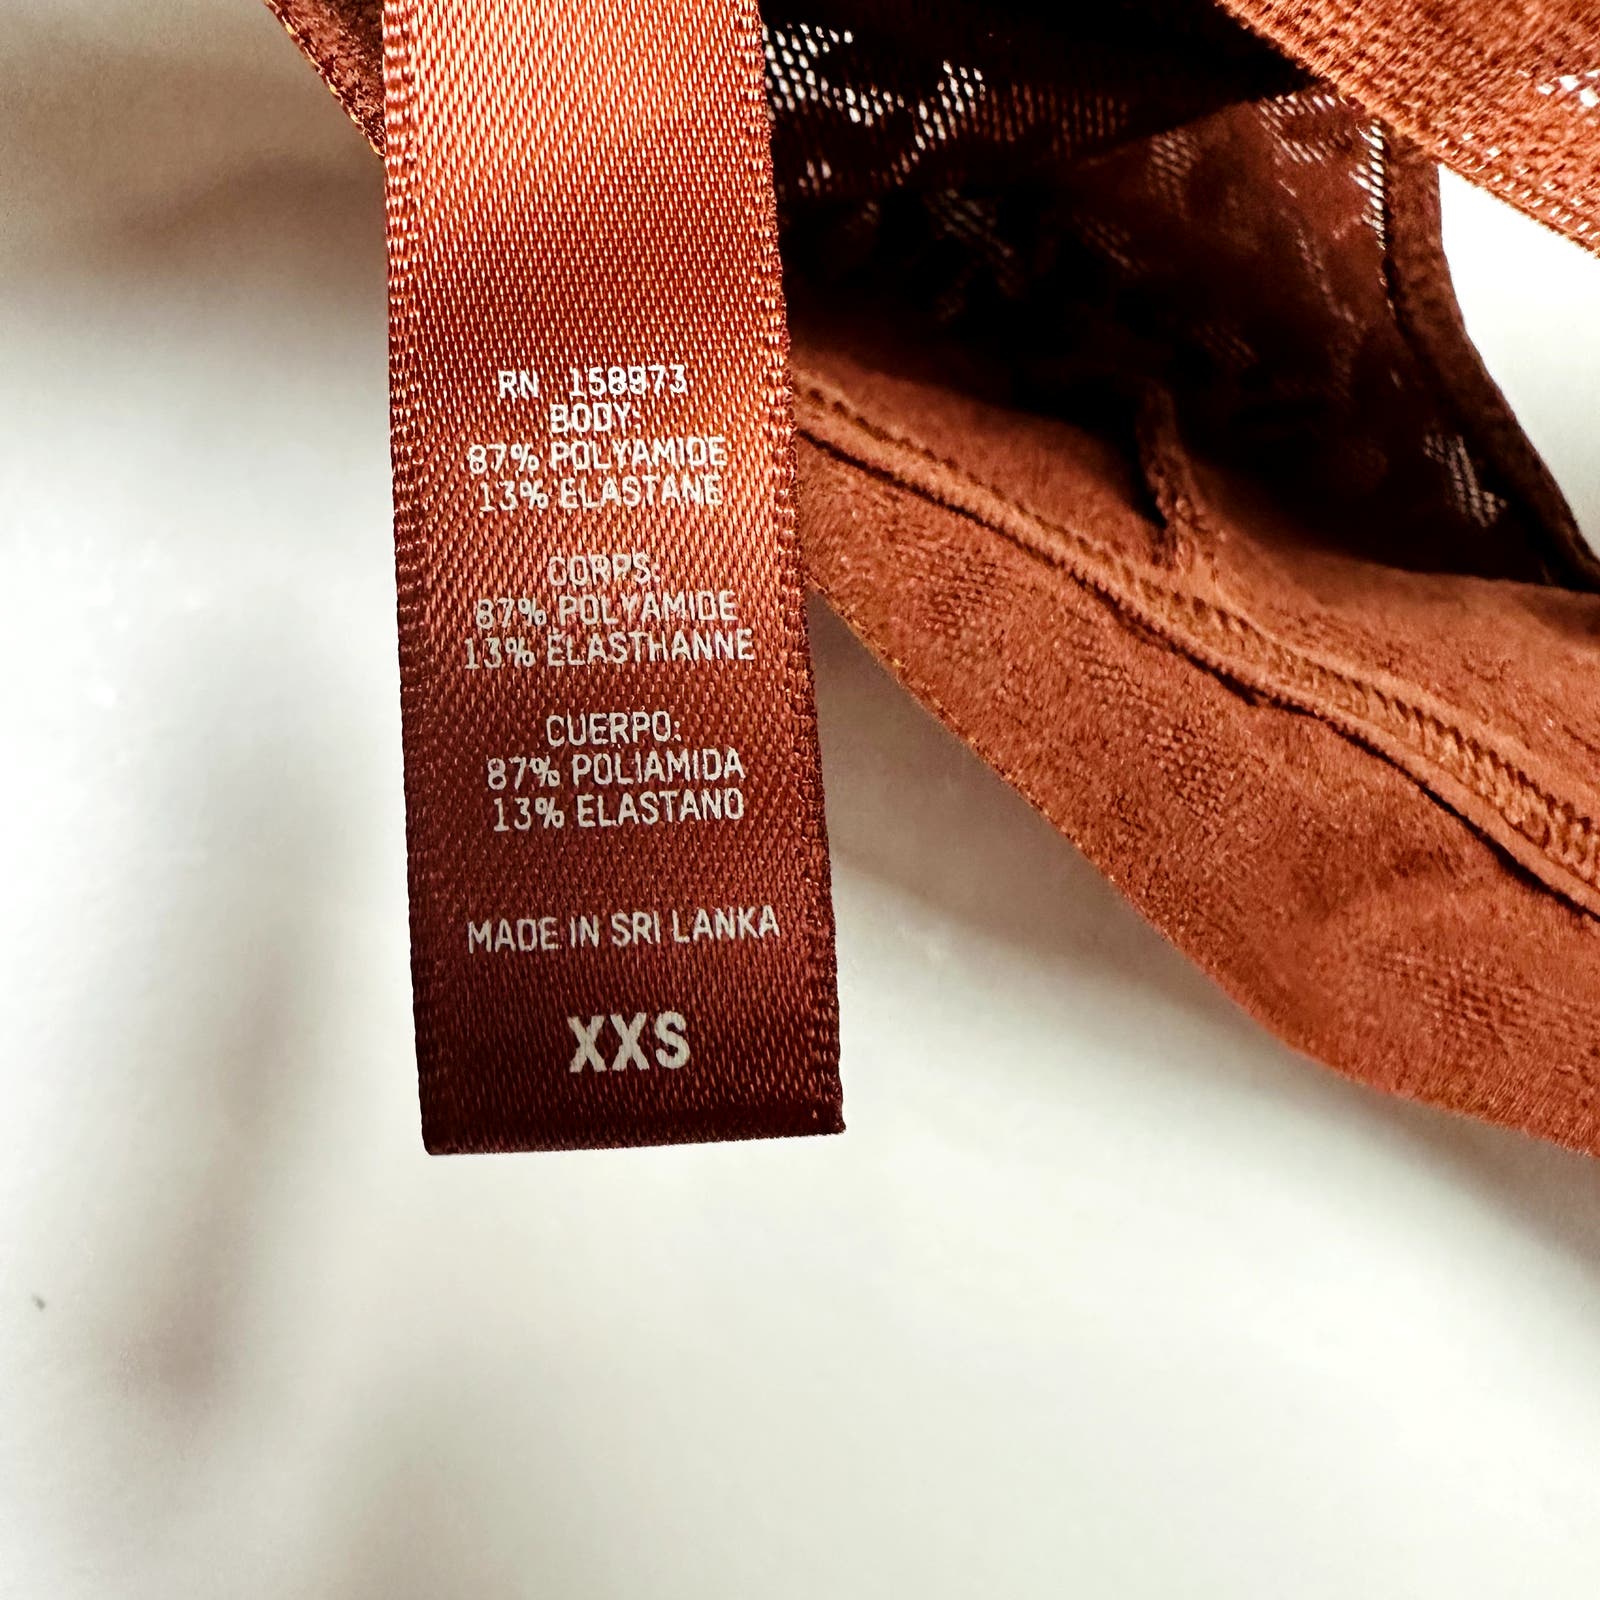 RN 158973
BODY:
87% POLYAMIDE
13% ELASTANE
CORPS:
87% POLYAMIDE
13% ELASTHANNE
CUERPO:
87% POLIAMIDA
13% ELASTANO
MADE IN SRI LANKA
XXS